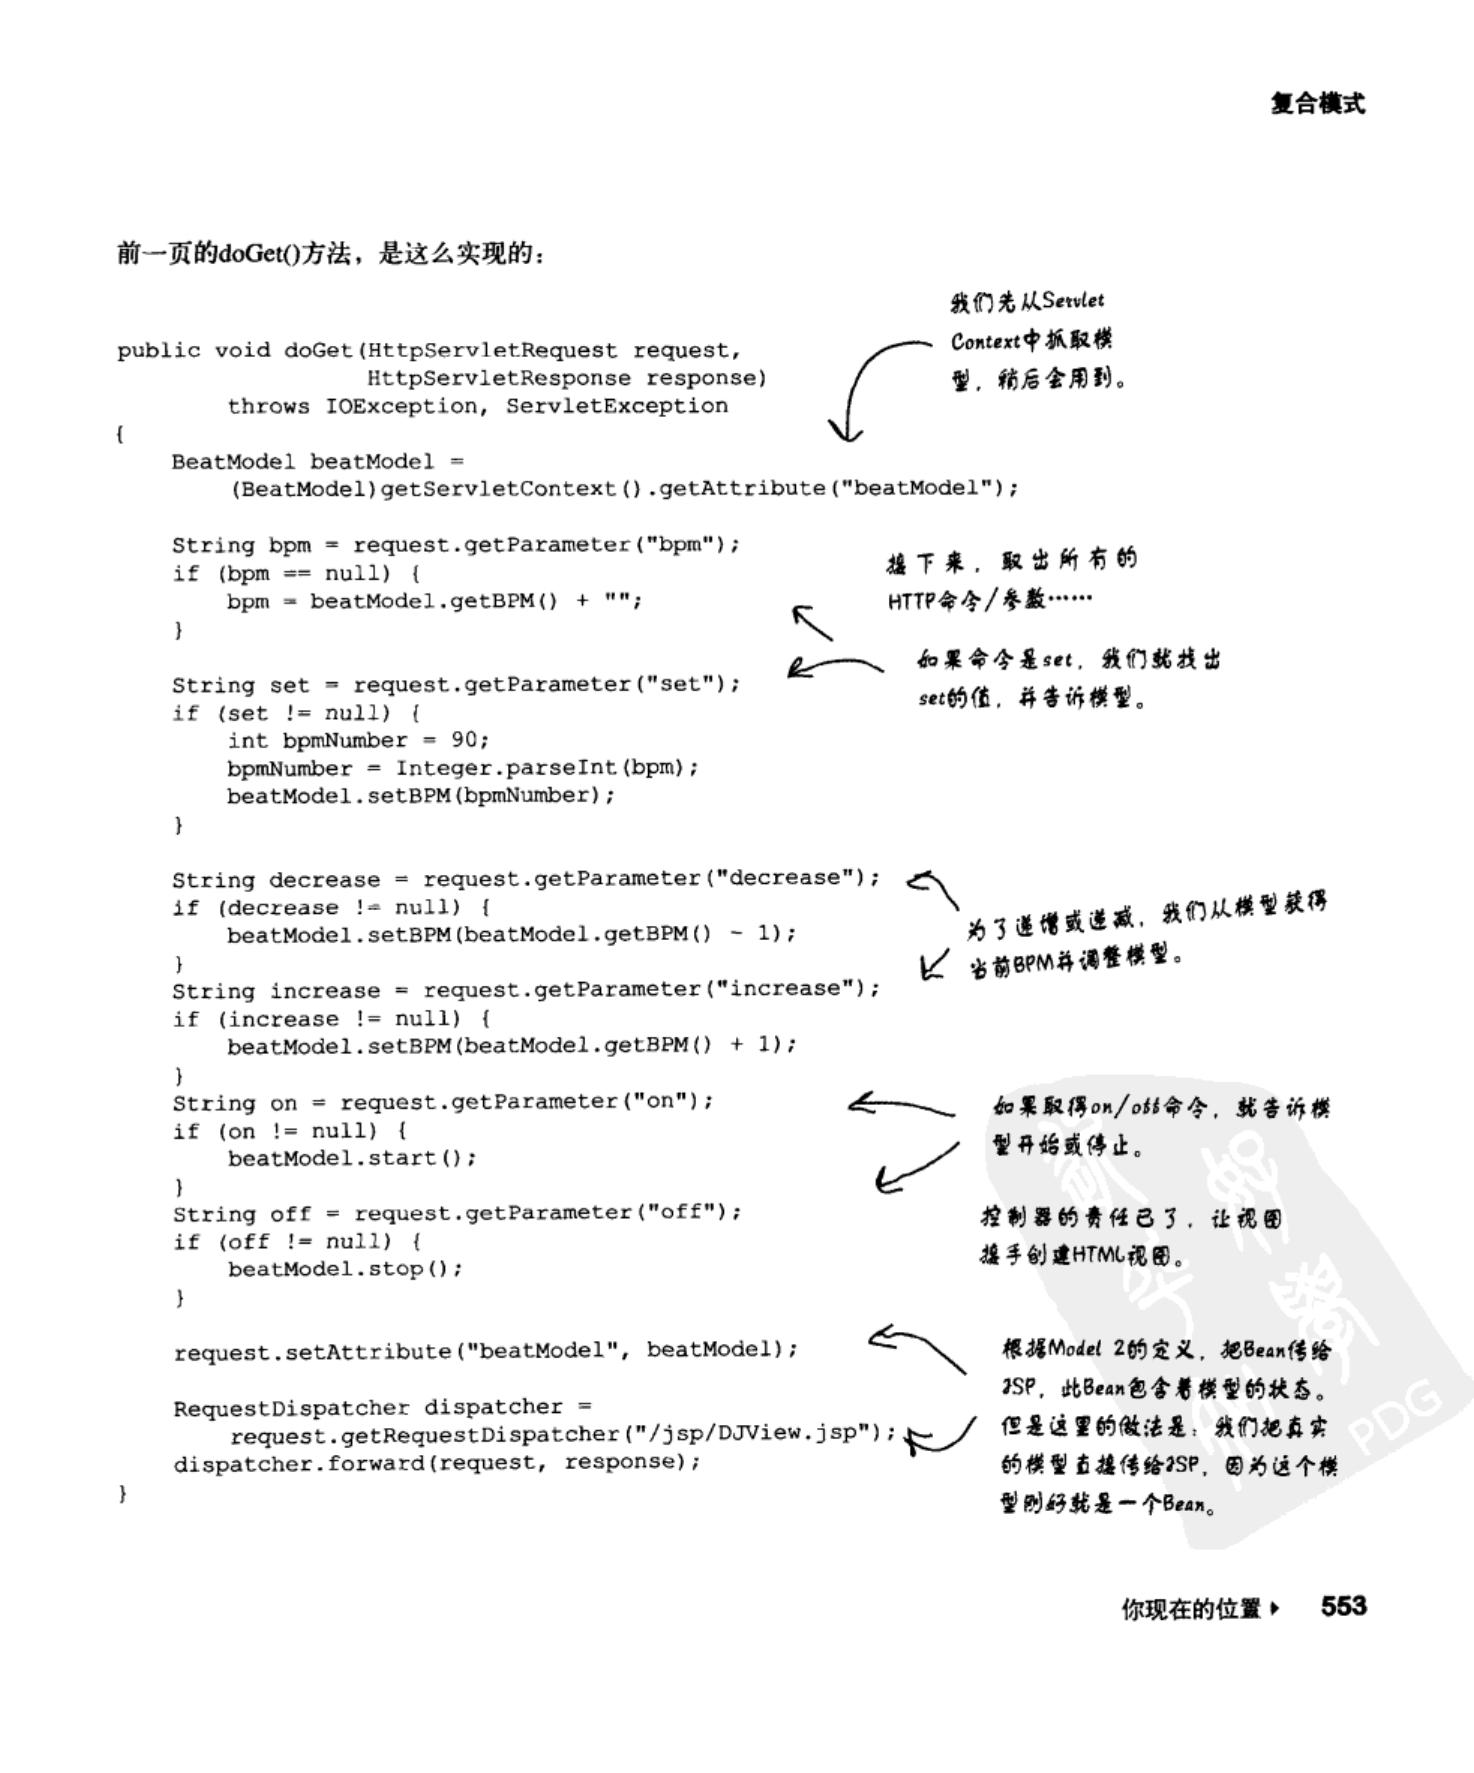 复合模式
前一页的doGet()方法，是这么实现的：
我们先从Servlet
Context中抓取模
型，稍后会用到。
public void doGet(HttpServletRequest request,
HttpServletResponse response)
throws IOException, ServletException
{
BeatModel beatModel =
(BeatModel)getServletContext().getAttribute("beatModel");
String bpm = request.getParameter("bpm");
if (bpm == null) {
bpm = beatModel.getBPM() + "";
}
接下来，取出所有的
HTTP命令/参数……
如果命令是set，我们就找出
set的值，并告诉模型。
String set = request.getParameter("set");
if (set != null) {
int bpmNumber = 90;
bpmNumber = Integer.parseInt(bpm);
beatModel.setBPM(bpmNumber);
}
String decrease = request.getParameter("decrease");
if (decrease != null) {
beatModel.setBPM(beatModel.getBPM() - 1);
}
String increase = request.getParameter("increase");
if (increase != null) {
beatModel.setBPM(beatModel.getBPM() + 1);
}
为了递增或递减，我们从模型获得
当前BPM并调整模型。
String on = request.getParameter("on");
if (on != null) {
beatModel.start();
}
String off = request.getParameter("off");
if (off != null) {
beatModel.stop();
}
如果取得on/off命令，就告诉模
型开始或停止。
控制器的责任已了，让视图
接手创建HTML视图。
request.setAttribute("beatModel", beatModel);
RequestDispatcher dispatcher =
request.getRequestDispatcher("/jsp/DJView.jsp");
dispatcher.forward(request, response);
}
根据Model 2的定义，把Bean传给
JSP，此Bean包含着模型的状态。
但是这里的做法是：我们把真实
的模型直接传给JSP，因为这个模
型刚好就是一个Bean。
PDG
你现在的位置▸ 553